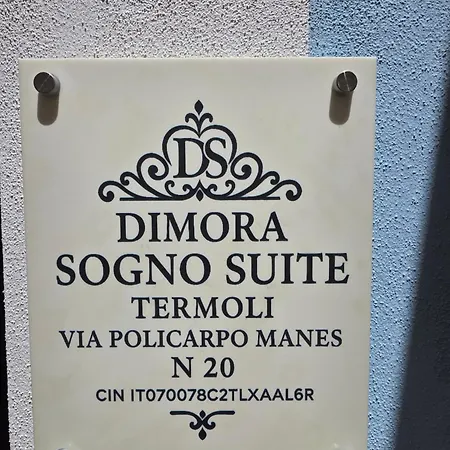 DS
DIMORA
SOGNO SUITE
TERMOLI
VIA POLICARPO MANES
N 20
CIN IT070078C2TLXAAL6R